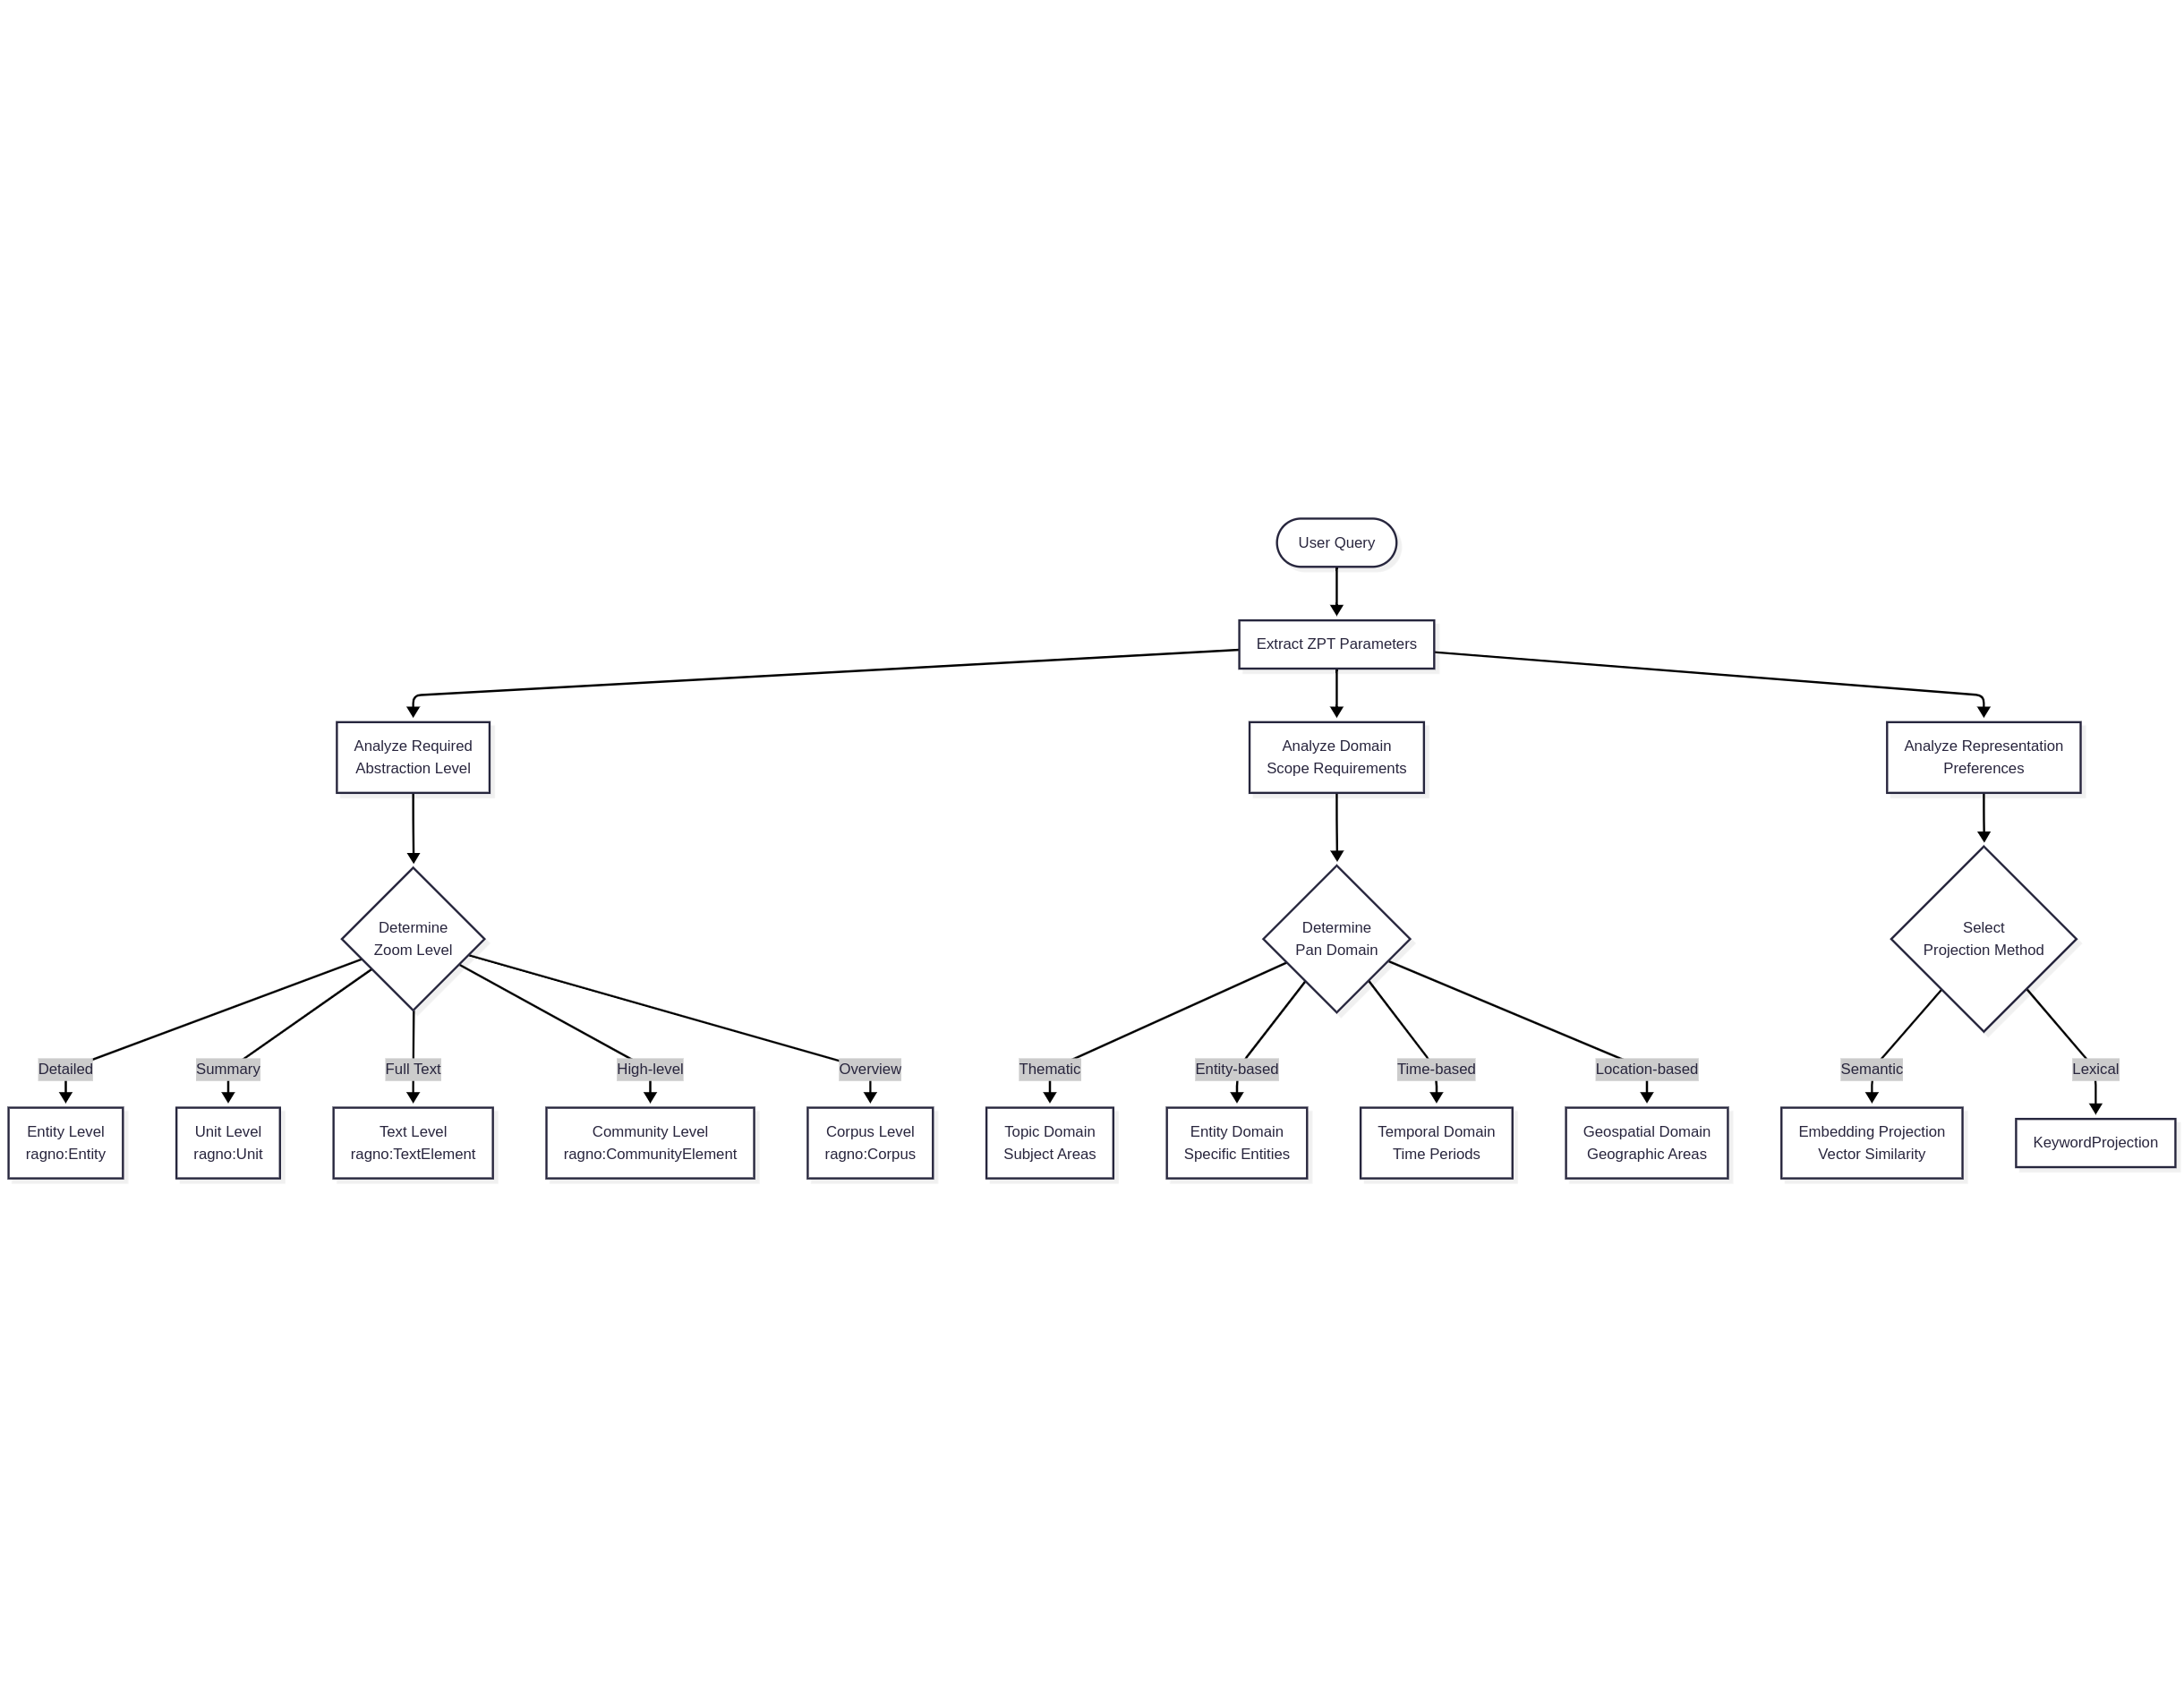 User Query
Extract ZPT Parameters
Analyze Required
Abstraction Level
Analyze Domain
Scope Requirements
Analyze Representation
Preferences
Determine
Zoom Level
Determine
Pan Domain
Select
Projection Method
Detailed
Summary
Full Text
High-level
Overview
Thematic
Entity-based
Time-based
Location-based
Semantic
Lexical
Entity Level
ragno:Entity
Unit Level
ragno:Unit
Text Level
ragno:TextElement
Community Level
ragno:CommunityElement
Corpus Level
ragno:Corpus
Topic Domain
Subject Areas
Entity Domain
Specific Entities
Temporal Domain
Time Periods
Geospatial Domain
Geographic Areas
Embedding Projection
Vector Similarity
KeywordProjection